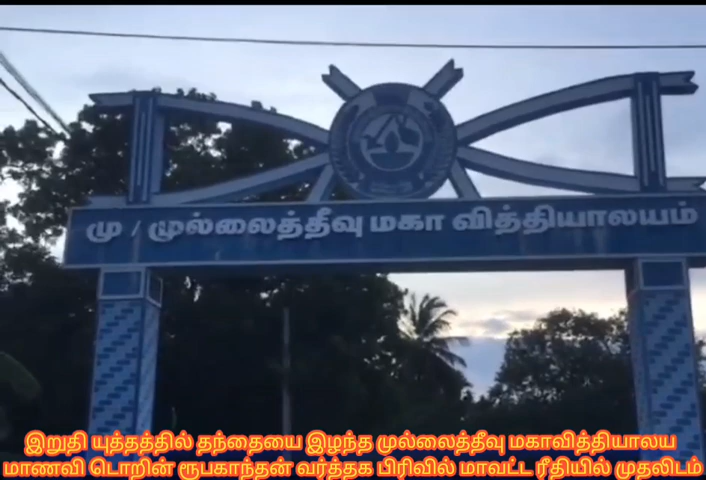 மு / முல்லைத்தீவு மகா வித்தியாலயம்
இறுதி யுத்தத்தில் தந்தையை இழந்த முல்லைத்தீவு மகாவித்தியாலய
மாணவி டொறின் ரூபகாந்தன் வர்த்தக பிரிவில் மாவட்ட ரீதியில் முதலிடம்